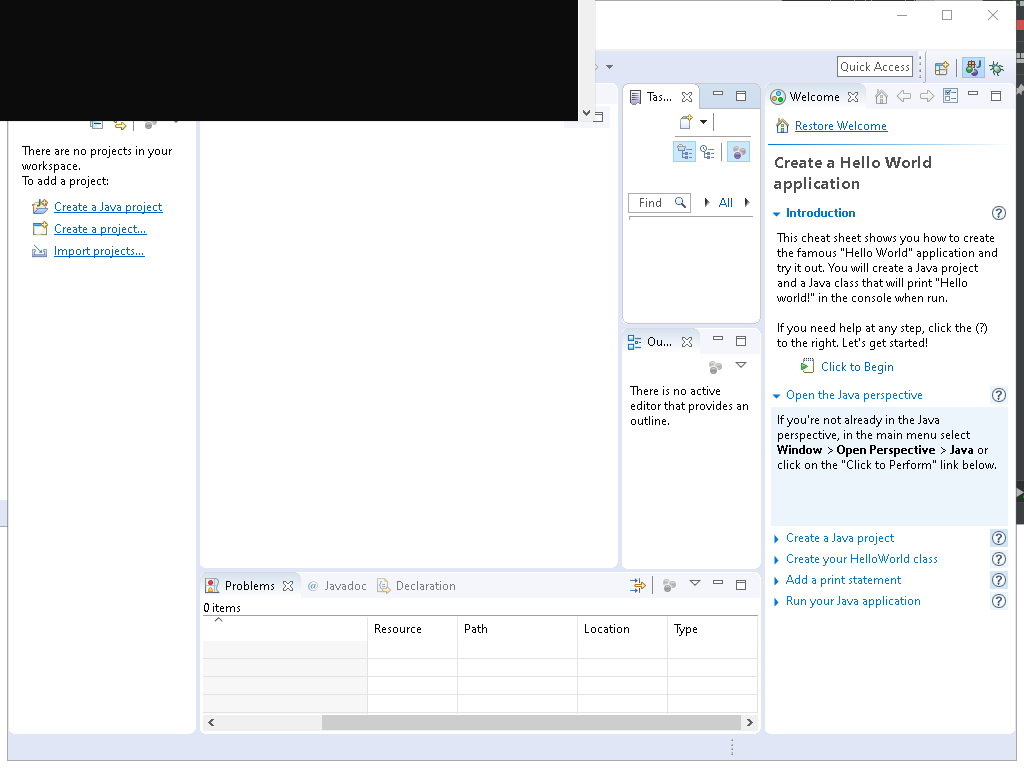 Quick Access
Tas...
Welcome
Restore Welcome
There are no projects in your
workspace.
To add a project:
Create a Java project
Create a project...
Import projects...
Find
All
Create a Hello World
application
Introduction
This cheat sheet shows you how to create
the famous "Hello World" application and
try it out. You will create a Java project
and a Java class that will print "Hello
world!" in the console when run.
If you need help at any step, click the (?)
to the right. Let's get started!
Click to Begin
Ou...
There is no active
editor that provides an
outline.
Open the Java perspective
If you're not already in the Java
perspective, in the main menu select
Window > Open Perspective > Java or
click on the "Click to Perform" link below.
Create a Java project
Create your HelloWorld class
Add a print statement
Run your Java application
Problems
@ Javadoc
Declaration
0 items
Resource
Path
Location
Type